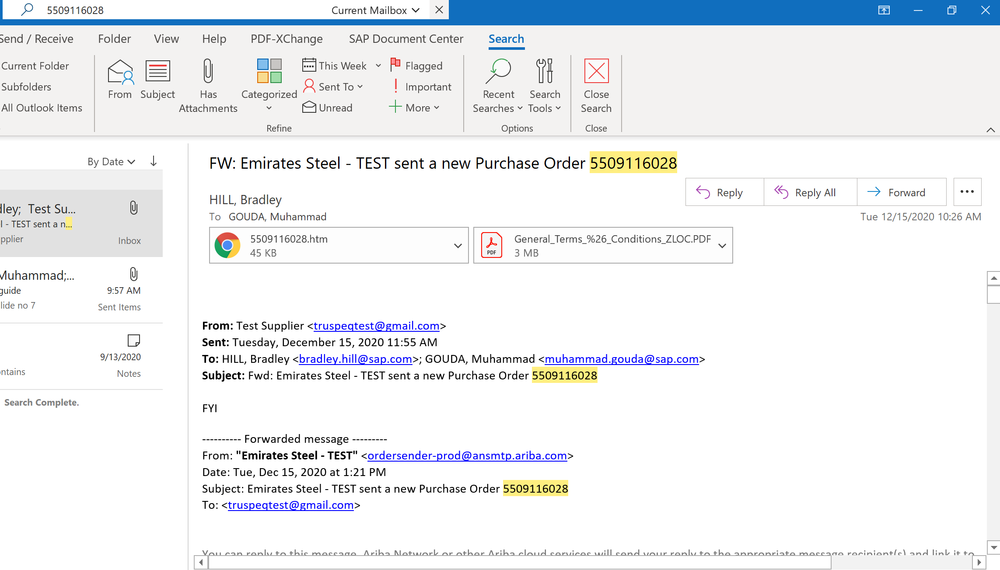 5509116028 Current Mailbox
Send / Receive Folder View Help PDF-XChange SAP Document Center Search
Current Folder
Subfolders
All Outlook Items
From
Subject
Has Attachments
Categorized
This Week
Sent To
Unread
Flagged
Important
More
Refine
Recent Searches
Search Tools
Options
Close Search
Close
By Date
dley; Test Su...
l - TEST sent a n...
pplier Inbox
Muhammad;...
guide 9:57 AM
lide no 7 Sent Items
9/13/2020
ntains Notes
Search Complete.
FW: Emirates Steel - TEST sent a new Purchase Order 5509116028
Reply Reply All Forward
HILL, Bradley
To GOUDA, Muhammad
Tue 12/15/2020 10:26 AM
5509116028.htm
45 KB
PDF
General_Terms_%26_Conditions_ZLOC.PDF
3 MB
From: Test Supplier <truspeqtest@gmail.com>
Sent: Tuesday, December 15, 2020 11:55 AM
To: HILL, Bradley <bradley.hill@sap.com>; GOUDA, Muhammad <muhammad.gouda@sap.com>
Subject: Fwd: Emirates Steel - TEST sent a new Purchase Order 5509116028
FYI
---------- Forwarded message ---------
From: "Emirates Steel - TEST" <ordersender-prod@ansmtp.ariba.com>
Date: Tue, Dec 15, 2020 at 1:21 PM
Subject: Emirates Steel - TEST sent a new Purchase Order 5509116028
To: <truspeqtest@gmail.com>
You can reply to this message. Ariba Network or other Ariba cloud services will send your reply to the appropriate message recipient(s) and link it to